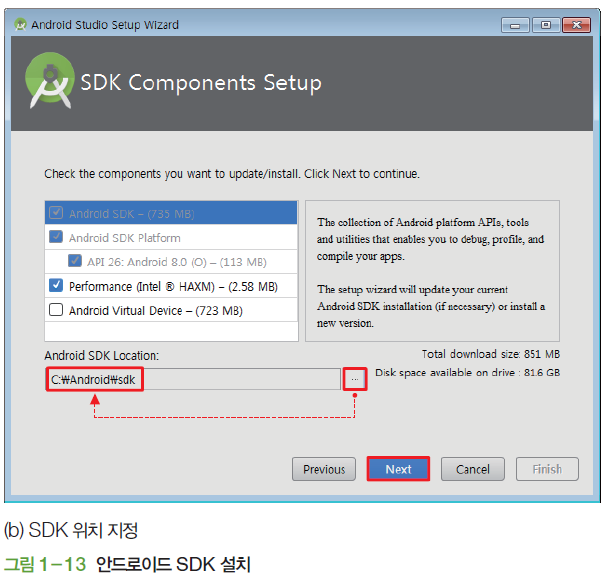 Android Studio Setup Wizard
SDK Components Setup
Check the components you want to update/install. Click Next to continue.
Android SDK – (735 MB)
Android SDK Platform
API 26: Android 8.0 (O) – (113 MB)
Performance (Intel ® HAXM) – (2.58 MB)
Android Virtual Device – (723 MB)
The collection of Android platform APIs, tools
and utilities that enables you to debug, profile, and
compile your apps.
The setup wizard will update your current
Android SDK installation (if necessary) or install a
new version.
Android SDK Location:
Total download size: 851 MB
C:₩Android₩sdk
...
Disk space available on drive : 81.6 GB
Previous
Next
Cancel
Finish
(b) SDK 위치 지정
그림 1-13 안드로이드 SDK 설치